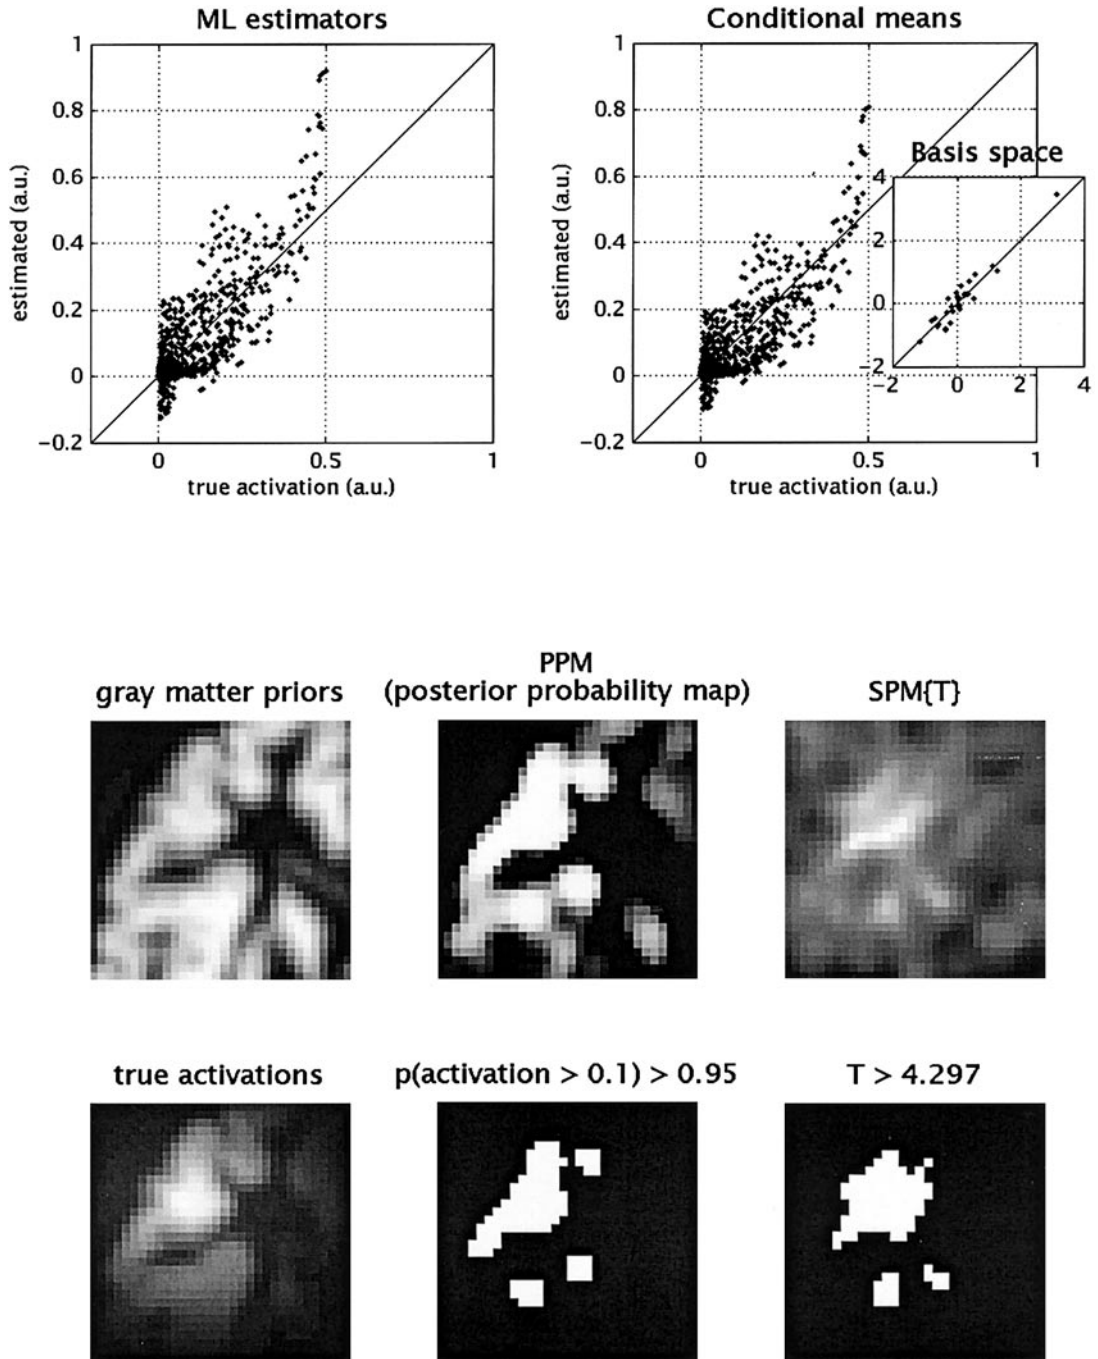 ML estimators
Conditional means
1
0.8
0.6
0.4
0.2
0
−0.2
estimated (a.u.)
0
0.5
1
true activation (a.u.)
1
0.8
0.6
0.4
0.2
0
−0.2
estimated (a.u.)
0
0.5
1
true activation (a.u.)
Basis space
4
2
0
−2
−2
0
2
4
gray matter priors
PPM
(posterior probability map)
SPM{T}
true activations
p(activation > 0.1) > 0.95
T > 4.297